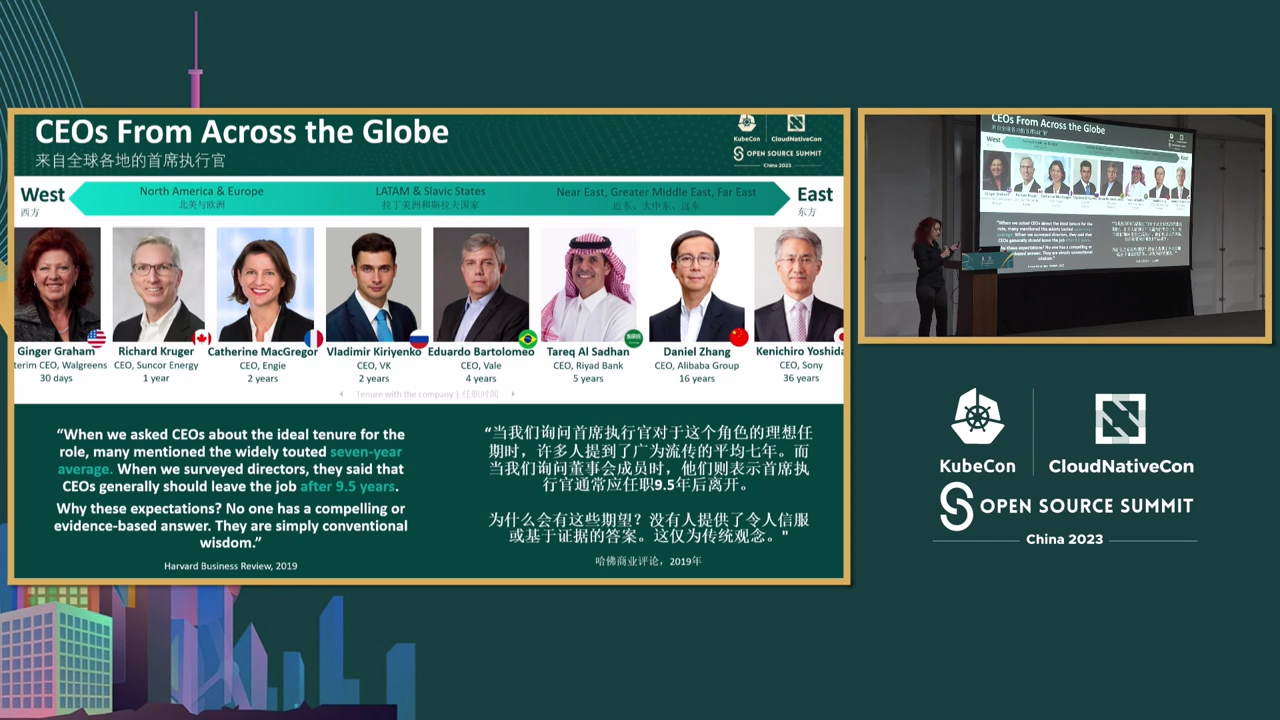 CEOs From Across the Globe
来自全球各地的首席执行官
KubeCon
CloudNativeCon
OPEN SOURCE SUMMIT
China 2023
West
西方
North America & Europe
北美与欧洲
LATAM & Slavic States
拉丁美洲和斯拉夫国家
Near East, Greater Middle East, Far East
近东、大中东、远东
East
东方
Ginger Graham
terim CEO, Walgreens
30 days
Richard Kruger
CEO, Suncor Energy
1 year
Catherine MacGregor
CEO, Engie
2 years
Vladimir Kiriyenko
CEO, VK
2 years
Eduardo Bartolomeo
CEO, Vale
4 years
Tareq Al Sadhan
CEO, Riyad Bank
5 years
Daniel Zhang
CEO, Alibaba Group
16 years
Kenichiro Yoshida
CEO, Sony
36 years
Tenure with the company | 任职时间
“When we asked CEOs about the ideal tenure for the
role, many mentioned the widely touted seven-year
average. When we surveyed directors, they said that
CEOs generally should leave the job after 9.5 years.
Why these expectations? No one has a compelling or
evidence-based answer. They are simply conventional
wisdom.”
Harvard Business Review, 2019
“当我们询问首席执行官对于这个角色的理想任
期时，许多人提到了广为流传的平均七年。而
当我们询问董事会成员时，他们则表示首席执
行官通常应任职9.5年后离开。
为什么会有这些期望？没有人提供了令人信服
或基于证据的答案。这仅为传统观念。"
哈佛商业评论，2019年
CEOs From Across the Globe
West
East
KubeCon
CloudNativeCon
OPEN SOURCE SUMMIT
China 2023